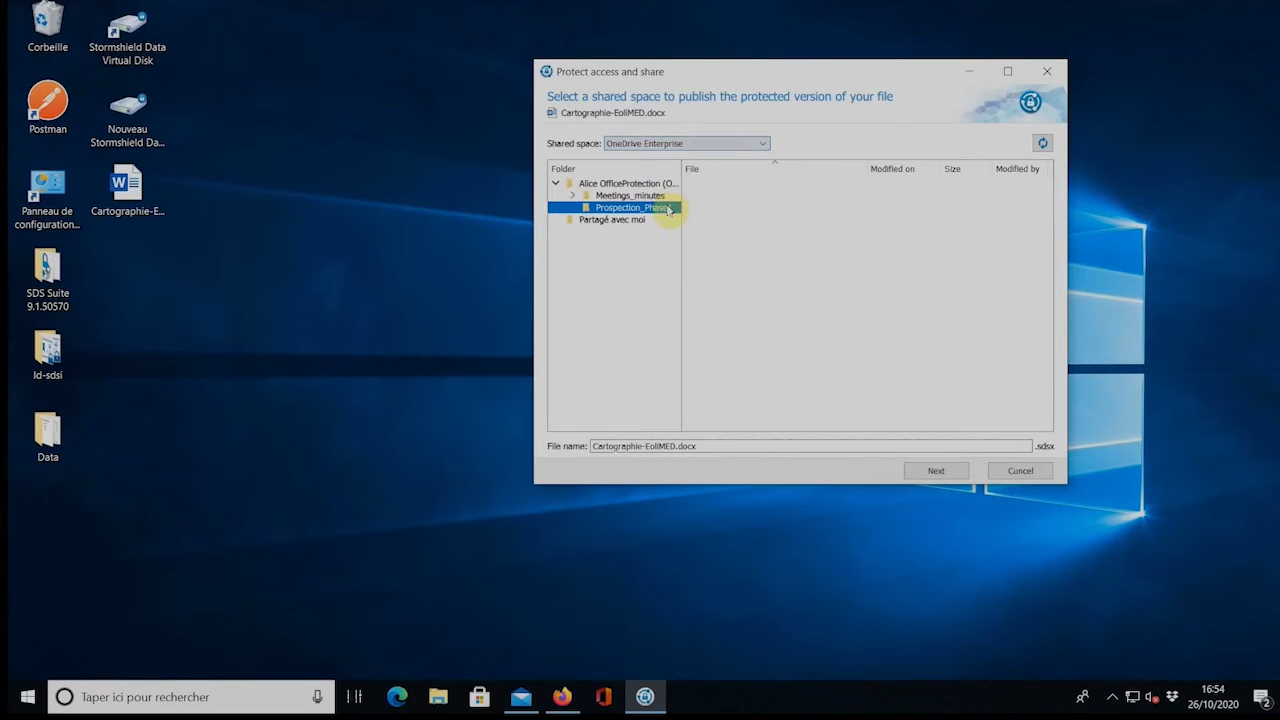 Corbeille
Stormshield Data
Virtual Disk
Postman
Nouveau
Stormshield Da...
Panneau de
configuration...
Cartographie-E...
SDS Suite
9.1.50570
ld-sdsi
Data
Protect access and share
Select a shared space to publish the protected version of your file
Cartographie-EoliMED.docx
Shared space: OneDrive Enterprise
Folder File Modified on Size Modified by
Alice OfficeProtection (O...
Meetings_minutes
Partagé avec moi
File name: Cartographie-EoliMED.docx .sdsx
Next Cancel
Taper ici pour rechercher
16:54
26/10/2020
2